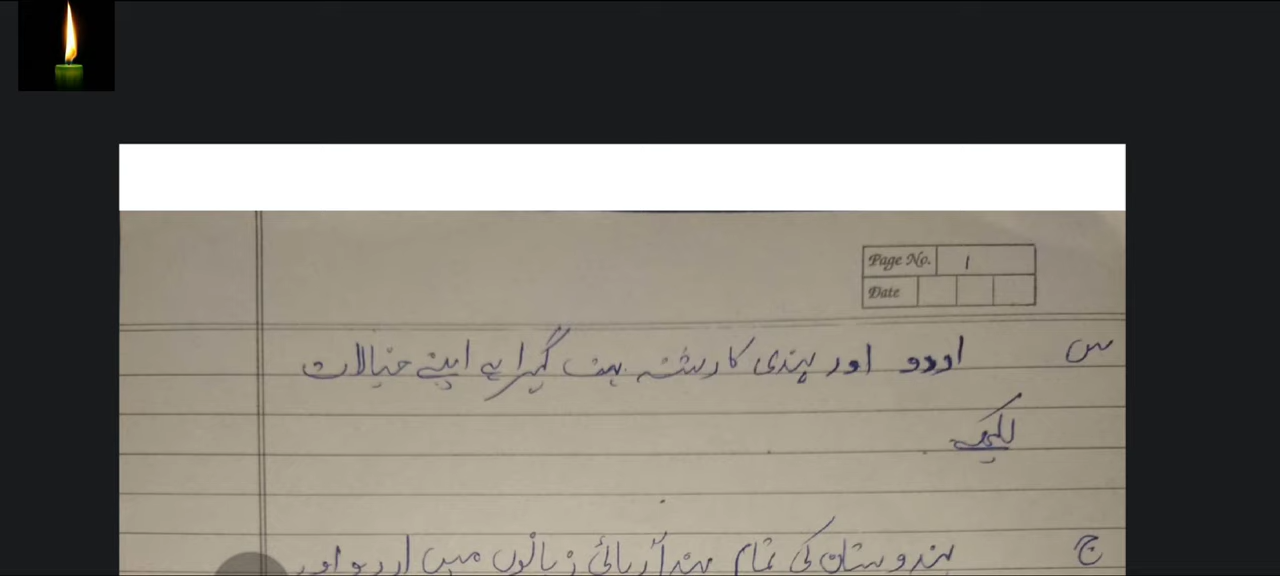 Page No. 1
Date
س اردو اور ہندی کا رشتہ بہت گہرا ہے اپنے خیالات
لکھیے
ج ہندوستان کی تمام ہند آریائی زبانوں میں اردو اور